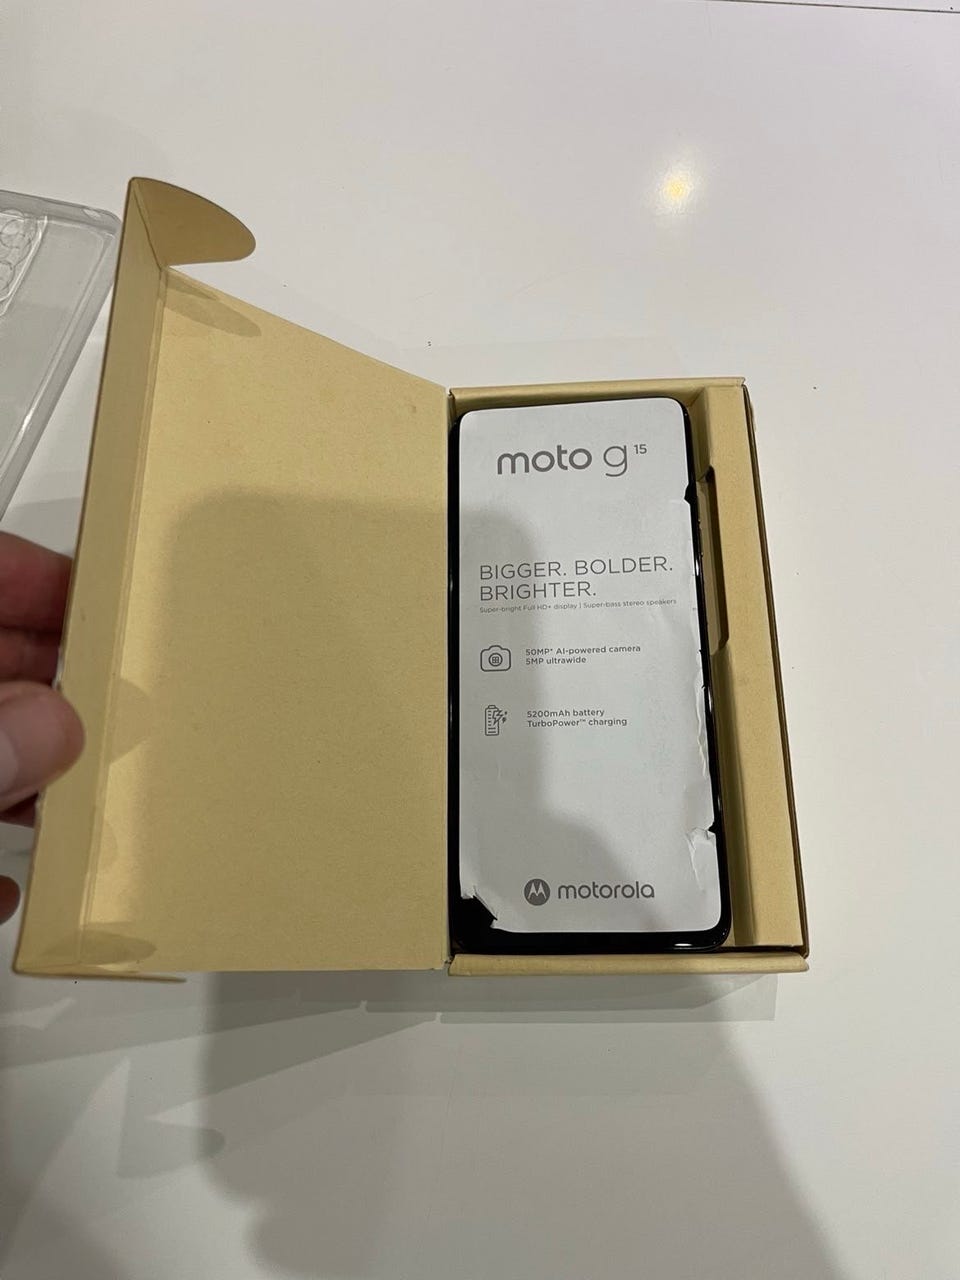 moto g 15
BIGGER. BOLDER.
BRIGHTER.
Super-bright Full HD+ display | Super-bass stereo speakers
50MP* AI-powered camera
5MP ultrawide
5200mAh battery
TurboPower™ charging
motorola